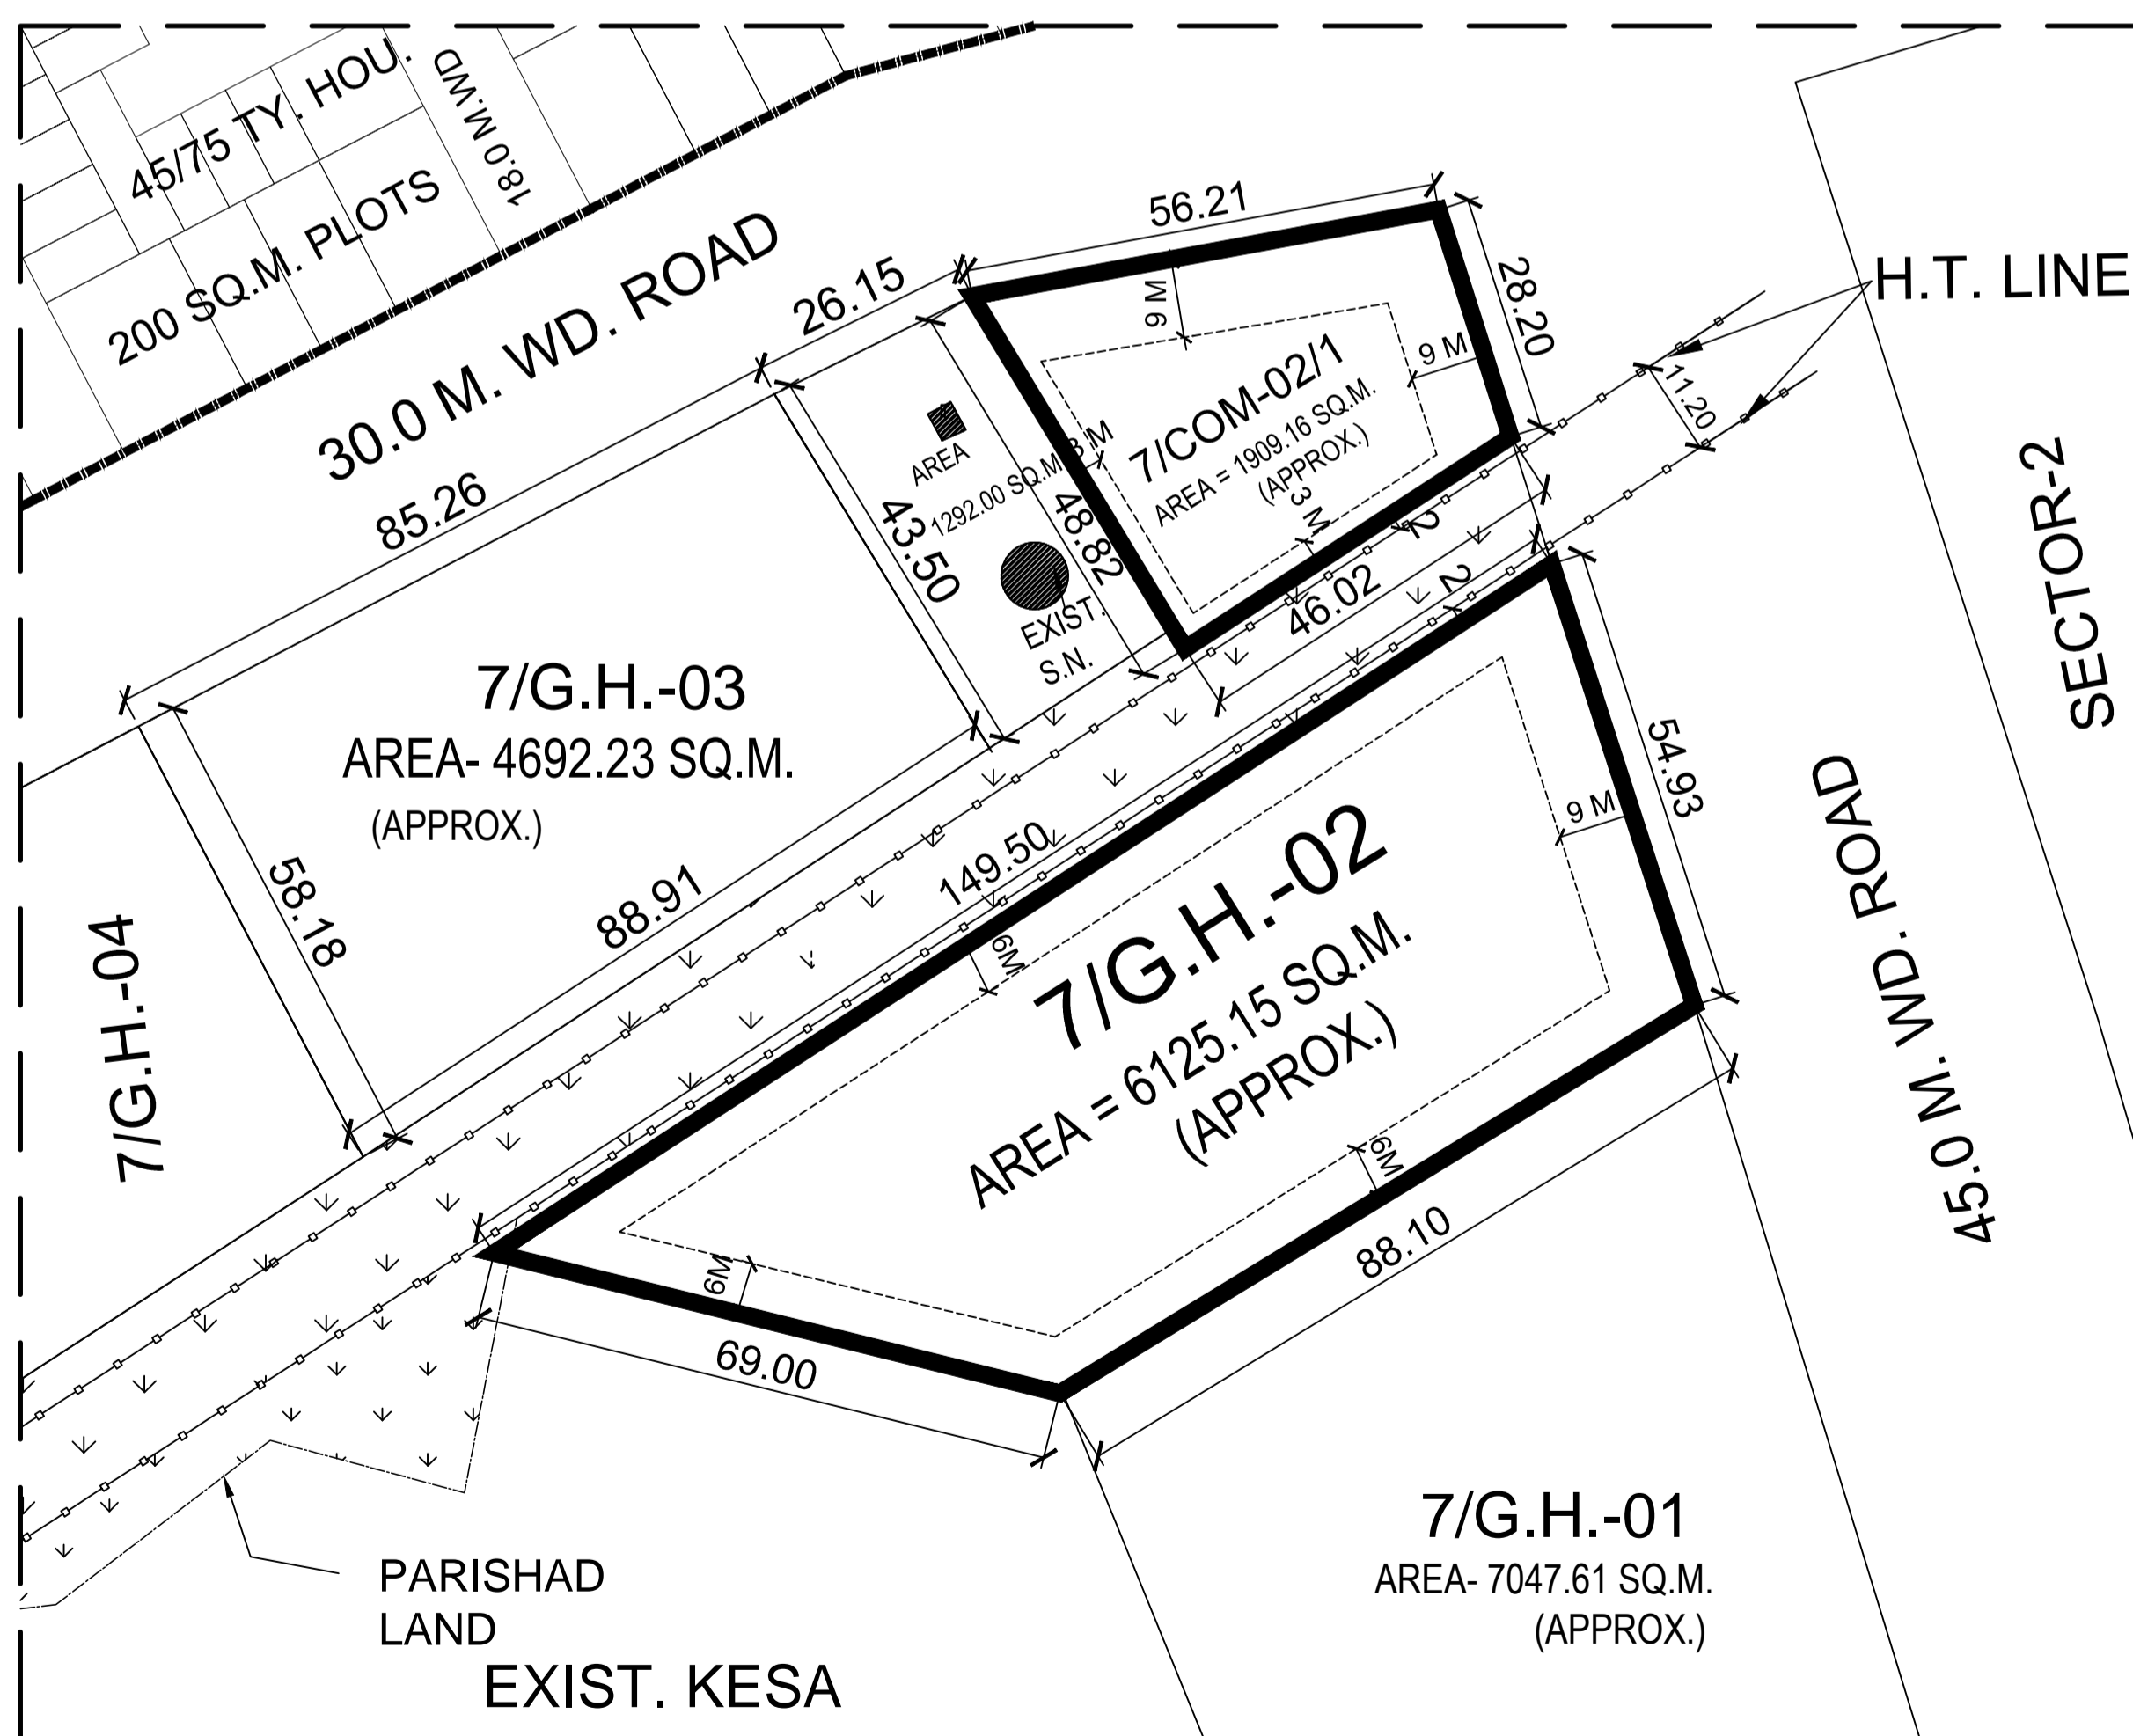 45/75 TY. HOU.
18.0 M.WD
200 SQ.M. PLOTS
30.0 M. WD. ROAD
56.21
26.15
28.20
H.T. LINE
9 M
9 M
11.20
7/COM-02/1
AREA = 1909.16 SQ.M.
(APPROX.)
3 M
3 M
AREA
1292.00 SQ.M.
85.26
43.50
48.82
EXIST.
S.N.
2
2
46.02
SECTOR-2
7/G.H.-03
AREA- 4692.23 SQ.M.
(APPROX.)
58.18
88.91
149.50
54.93
9 M
45.0 M. WD. ROAD
7/G.H.-04
7/G.H.-02
AREA = 6125.15 SQ.M.
(APPROX.)
6M
6M
6M
88.10
69.00
7/G.H.-01
AREA- 7047.61 SQ.M.
(APPROX.)
PARISHAD
LAND
EXIST. KESA